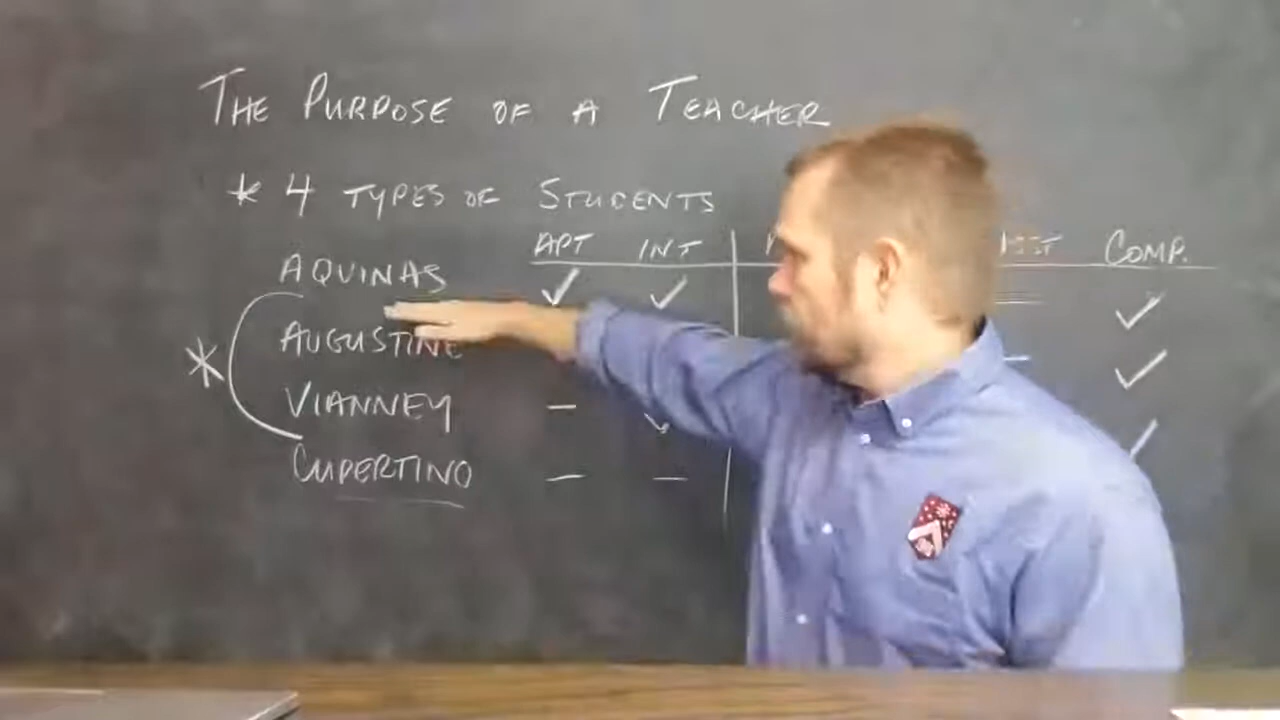 THE PURPOSE OF A TEACHER
* 4 TYPES OF STUDENTS
APT INT COMP.
AQUINAS ✓ ✓ ✓
AUGUSTINE ✓
VIANNEY – ✓ ✓
CUPERTINO – –